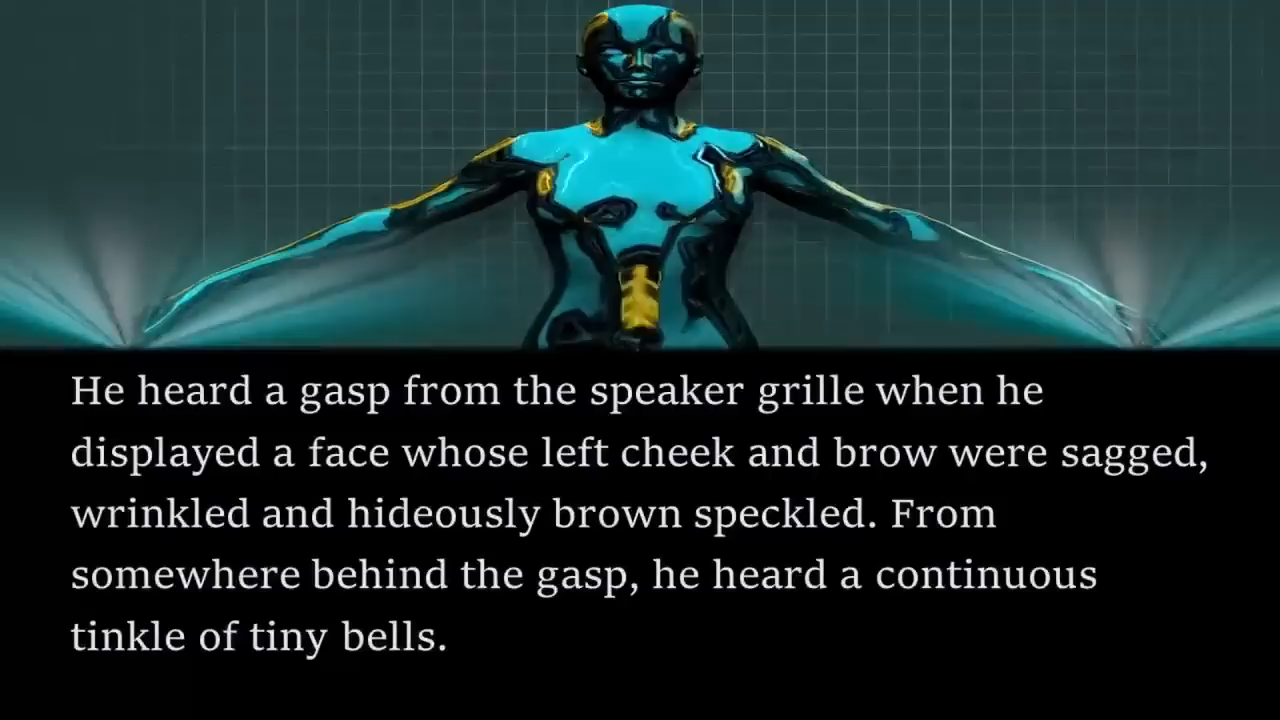 He heard a gasp from the speaker grille when he
displayed a face whose left cheek and brow were sagged,
wrinkled and hideously brown speckled. From
somewhere behind the gasp, he heard a continuous
tinkle of tiny bells.